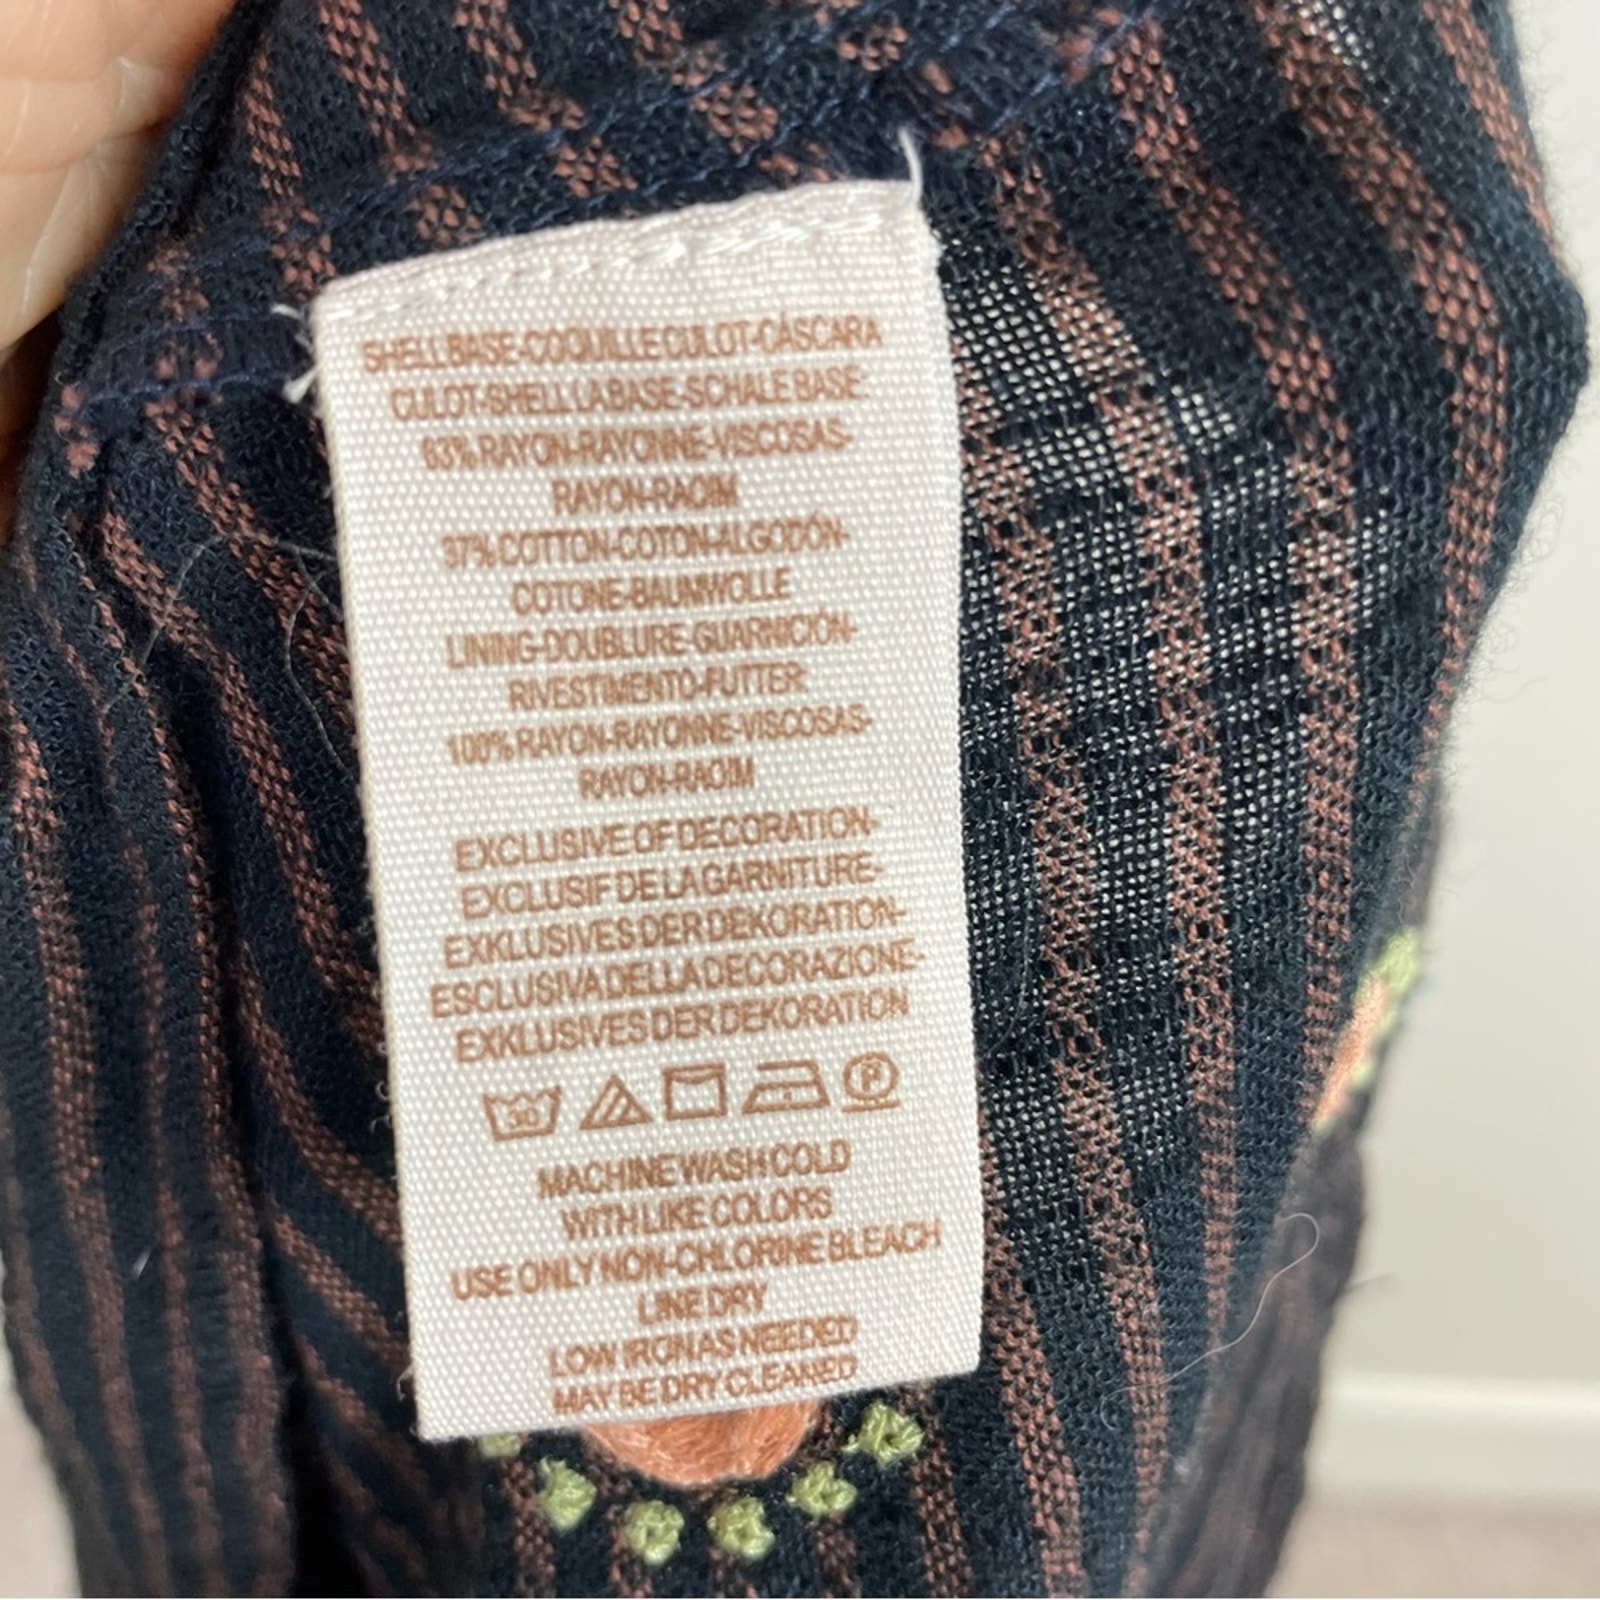 SHELL BASE-COQUILLE CULOT-CÁSCARA
CULOT-SHELL LA BASE-SCHALE BASE
63% RAYON-RAYONNE-VISCOSAS-
RAYON-RAOIM
37% COTTON-COTON-ALGODÓN-
COTONE-BAUMWOLLE
LINING-DOUBLURE-GUARNICIÓN-
RIVESTIMENTO-FUTTER
100% RAYON-RAYONNE-VISCOSAS-
RAYON-RAOIM
EXCLUSIVE OF DECORATION-
EXCLUSIF DE LA GARNITURE-
EXKLUSIVES DER DEKORATION-
ESCLUSIVA DELLA DECORAZIONE-
EXKLUSIVES DER DEKORATION
30 P
MACHINE WASH COLD
WITH LIKE COLORS
USE ONLY NON-CHLORINE BLEACH
LINE DRY
LOW IRON AS NEEDED
MAY BE DRY CLEANED